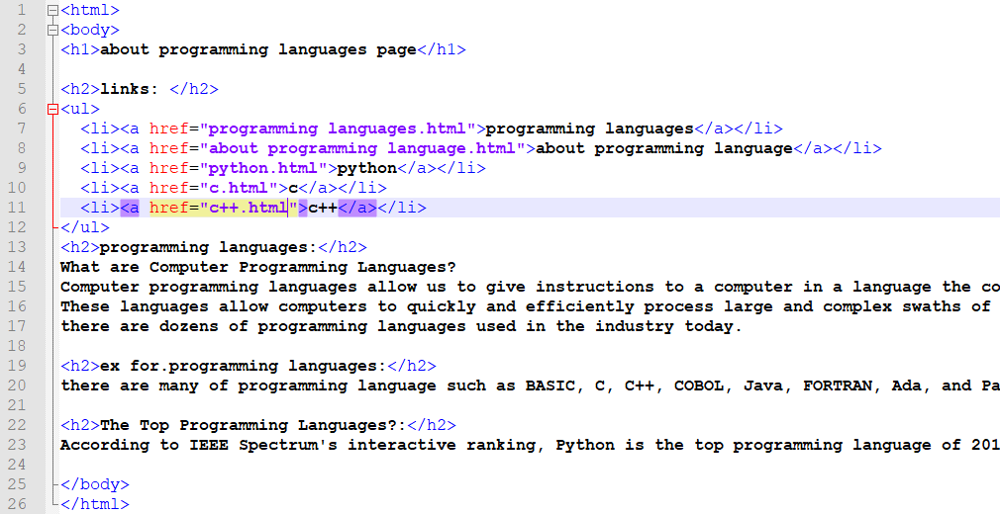 1 <html>
2 <body>
3 <h1>about programming languages page</h1>
4
5 <h2>links: </h2>
6 <ul>
7 <li><a href="programming languages.html">programming languages</a></li>
8 <li><a href="about programming language.html">about programming language</a></li>
9 <li><a href="python.html">python</a></li>
10 <li><a href="c.html">c</a></li>
11 <li><a href="c++.html">c++</a></li>
12 </ul>
13 <h2>programming languages:</h2>
14 What are Computer Programming Languages?
15 Computer programming languages allow us to give instructions to a computer in a language the co
16 These languages allow computers to quickly and efficiently process large and complex swaths of
17 there are dozens of programming languages used in the industry today.
18
19 <h2>ex for.programming languages:</h2>
20 there are many of programming language such as BASIC, C, C++, COBOL, Java, FORTRAN, Ada, and Pa
21
22 <h2>The Top Programming Languages?:</h2>
23 According to IEEE Spectrum's interactive ranking, Python is the top programming language of 201
24
25 </body>
26 </html>